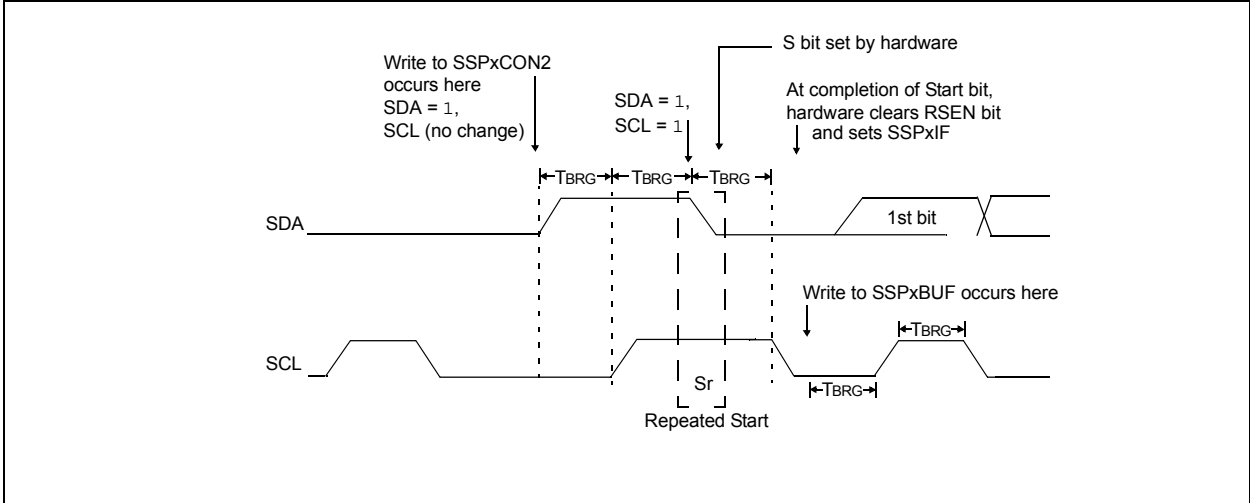 S bit set by hardware
Write to SSPxCON2
occurs here
SDA = 1,
SCL (no change)
SDA = 1,
SCL = 1
At completion of Start bit,
hardware clears RSEN bit
and sets SSPxIF
TBRG TBRG TBRG
SDA
1st bit
Write to SSPxBUF occurs here
TBRG
SCL
Sr
TBRG
Repeated Start